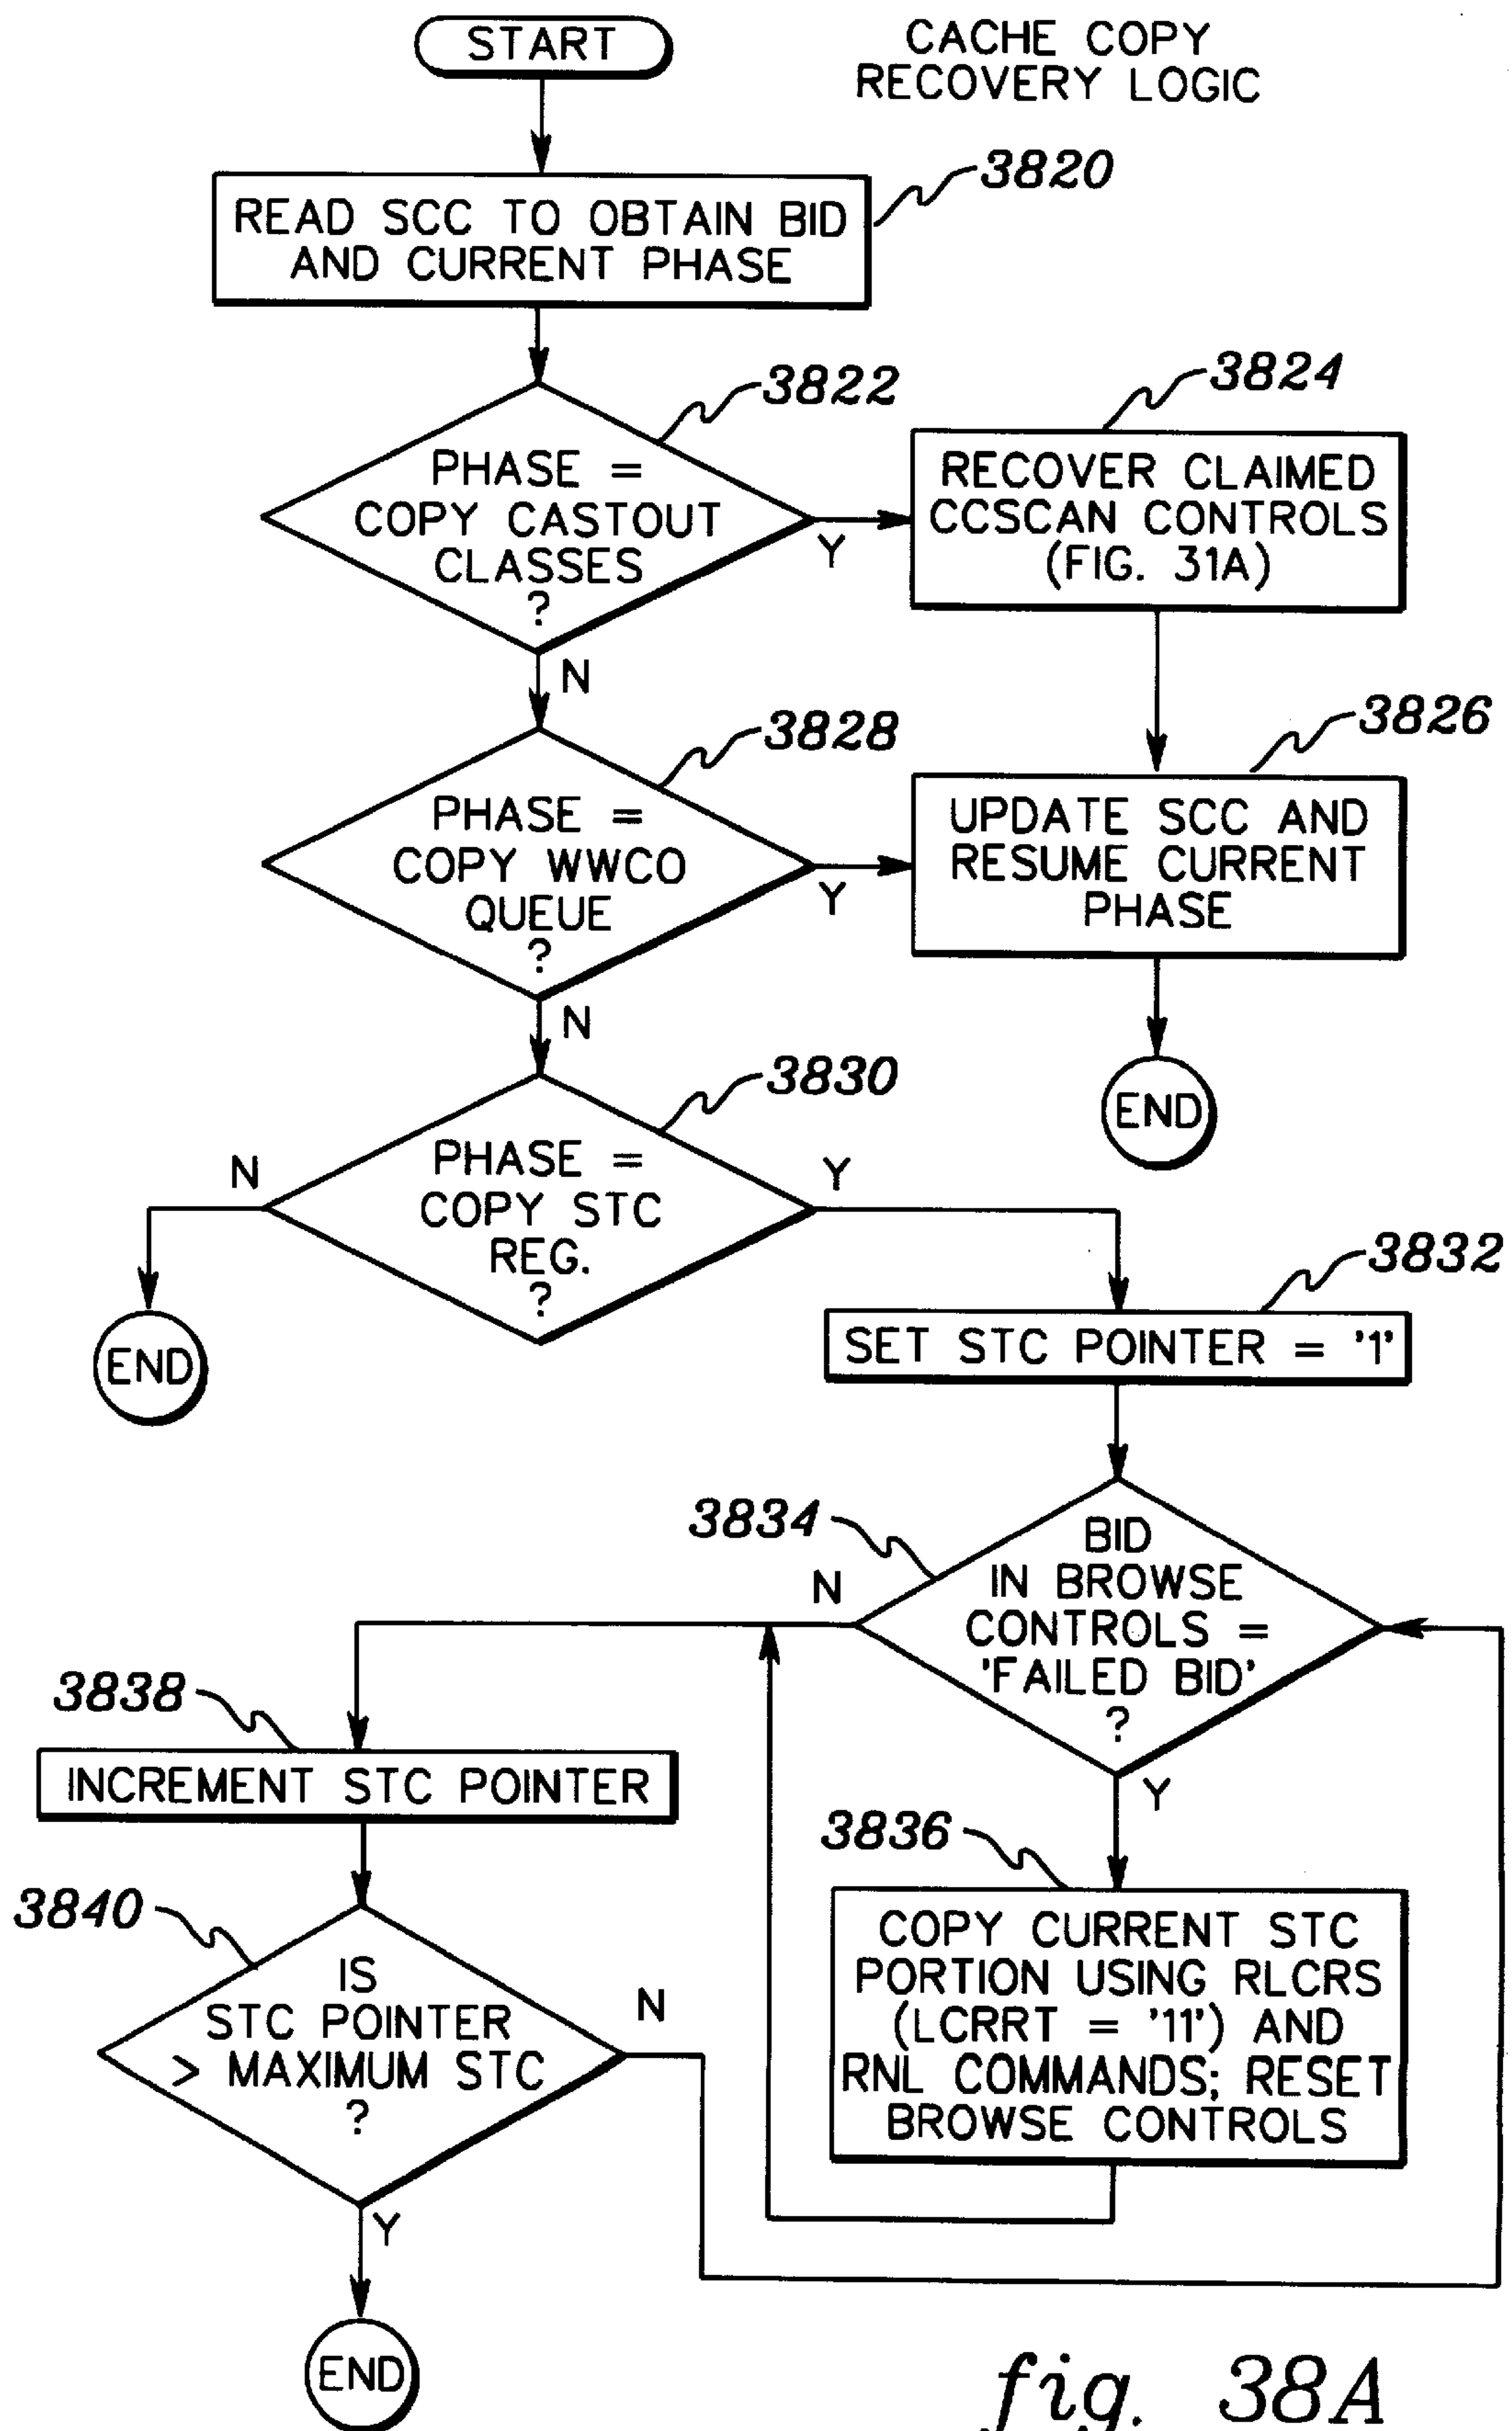 START
CACHE COPY
RECOVERY LOGIC
3820
READ SCC TO OBTAIN BID
AND CURRENT PHASE
3822
PHASE =
COPY CASTOUT
CLASSES
?
Y
N
3824
RECOVER CLAIMED
CCSCAN CONTROLS
(FIG. 31A)
3828
PHASE =
COPY WWCO
QUEUE
?
Y
N
3826
UPDATE SCC AND
RESUME CURRENT
PHASE
END
3830
PHASE =
COPY STC
REG.
?
N
Y
END
3832
SET STC POINTER = '1'
3834
BID
IN BROWSE
CONTROLS =
'FAILED BID'
?
N
Y
3836
COPY CURRENT STC
PORTION USING RLCRS
(LCRRT = '11') AND
RNL COMMANDS; RESET
BROWSE CONTROLS
3838
INCREMENT STC POINTER
3840
IS
STC POINTER
> MAXIMUM STC
?
N
Y
END
fig. 38A